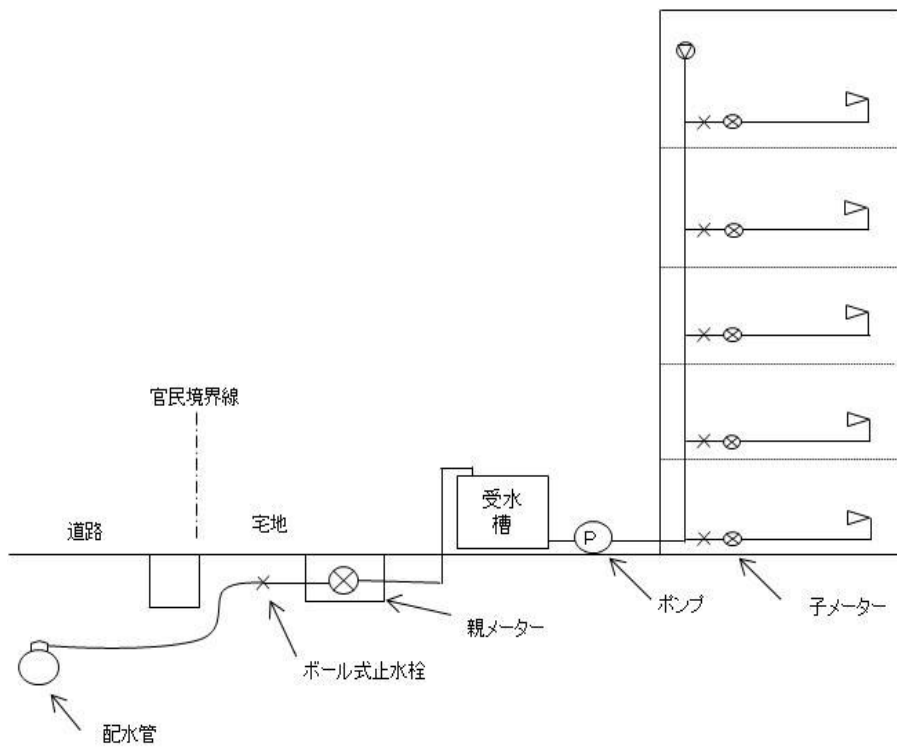 官民境界線
道路
宅地
受水
槽
P
ポンプ
子メーター
親メーター
ボール式止水栓
配水管